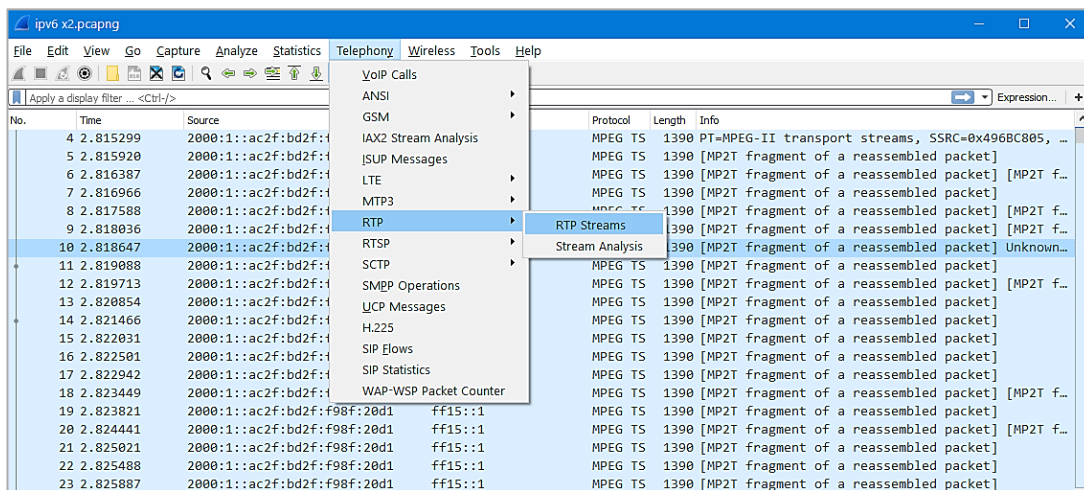 ipv6 x2.pcapng
File Edit View Go Capture Analyze Statistics Telephony Wireless Tools Help
Apply a display filter ... <Ctrl-/> Expression... +
VoIP Calls
ANSI
GSM
IAX2 Stream Analysis
ISUP Messages
LTE
MTP3
RTP
RTSP
SCTP
SMPP Operations
UCP Messages
H.225
SIP Flows
SIP Statistics
WAP-WSP Packet Counter
RTP Streams
Stream Analysis
No. Time Source Protocol Length Info
4 2.815299 2000:1::ac2f:bd2f:f MPEG TS 1390 PT=MPEG-II transport streams, SSRC=0x496BC805, …
5 2.815920 2000:1::ac2f:bd2f:f MPEG TS 1390 [MP2T fragment of a reassembled packet]
6 2.816387 2000:1::ac2f:bd2f:f MPEG TS 1390 [MP2T fragment of a reassembled packet] [MP2T f…
7 2.816966 2000:1::ac2f:bd2f:f MPEG TS 1390 [MP2T fragment of a reassembled packet]
8 2.817588 2000:1::ac2f:bd2f:f MPEG TS 1390 [MP2T fragment of a reassembled packet] [MP2T f…
9 2.818036 2000:1::ac2f:bd2f:f 390 [MP2T fragment of a reassembled packet] [MP2T f…
10 2.818647 2000:1::ac2f:bd2f:f 390 [MP2T fragment of a reassembled packet] Unknown…
11 2.819088 2000:1::ac2f:bd2f:f MPEG TS 1390 [MP2T fragment of a reassembled packet]
12 2.819713 2000:1::ac2f:bd2f:f MPEG TS 1390 [MP2T fragment of a reassembled packet] [MP2T f…
13 2.820854 2000:1::ac2f:bd2f:f MPEG TS 1390 [MP2T fragment of a reassembled packet]
14 2.821466 2000:1::ac2f:bd2f:f MPEG TS 1390 [MP2T fragment of a reassembled packet]
15 2.822031 2000:1::ac2f:bd2f:f MPEG TS 1390 [MP2T fragment of a reassembled packet]
16 2.822501 2000:1::ac2f:bd2f:f MPEG TS 1390 [MP2T fragment of a reassembled packet]
17 2.822942 2000:1::ac2f:bd2f:f MPEG TS 1390 [MP2T fragment of a reassembled packet]
18 2.823449 2000:1::ac2f:bd2f:f MPEG TS 1390 [MP2T fragment of a reassembled packet] [MP2T f…
19 2.823821 2000:1::ac2f:bd2f:f98f:20d1 ff15::1 MPEG TS 1390 [MP2T fragment of a reassembled packet]
20 2.824441 2000:1::ac2f:bd2f:f98f:20d1 ff15::1 MPEG TS 1390 [MP2T fragment of a reassembled packet] [MP2T f…
21 2.825021 2000:1::ac2f:bd2f:f98f:20d1 ff15::1 MPEG TS 1390 [MP2T fragment of a reassembled packet]
22 2.825488 2000:1::ac2f:bd2f:f98f:20d1 ff15::1 MPEG TS 1390 [MP2T fragment of a reassembled packet]
23 2.825887 2000:1::ac2f:bd2f:f98f:20d1 ff15::1 MPEG TS 1390 [MP2T fragment of a reassembled packet]